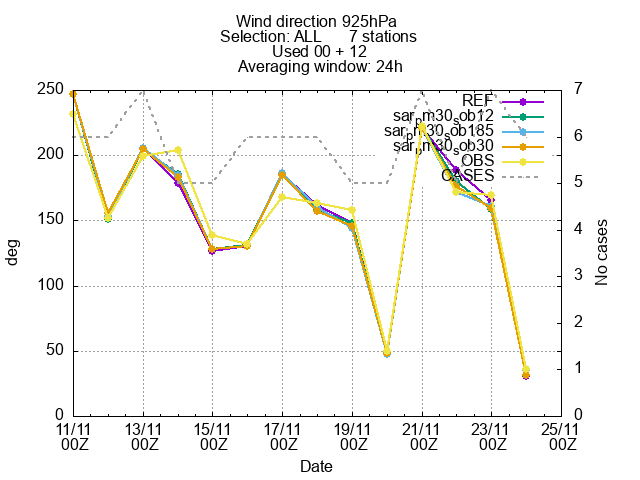 Wind direction 925hPa
Selection: ALL 7 stations
Used 00 + 12
Averaging window: 24h
250
200
150
100
50
0
deg
7
6
5
4
3
2
1
0
No cases
REF
sarpm30sob12
sarpm30sob185
sarpm30sob30
OBS
CASES
11/11 00Z
13/11 00Z
15/11 00Z
17/11 00Z
19/11 00Z
21/11 00Z
23/11 00Z
25/11 00Z
Date